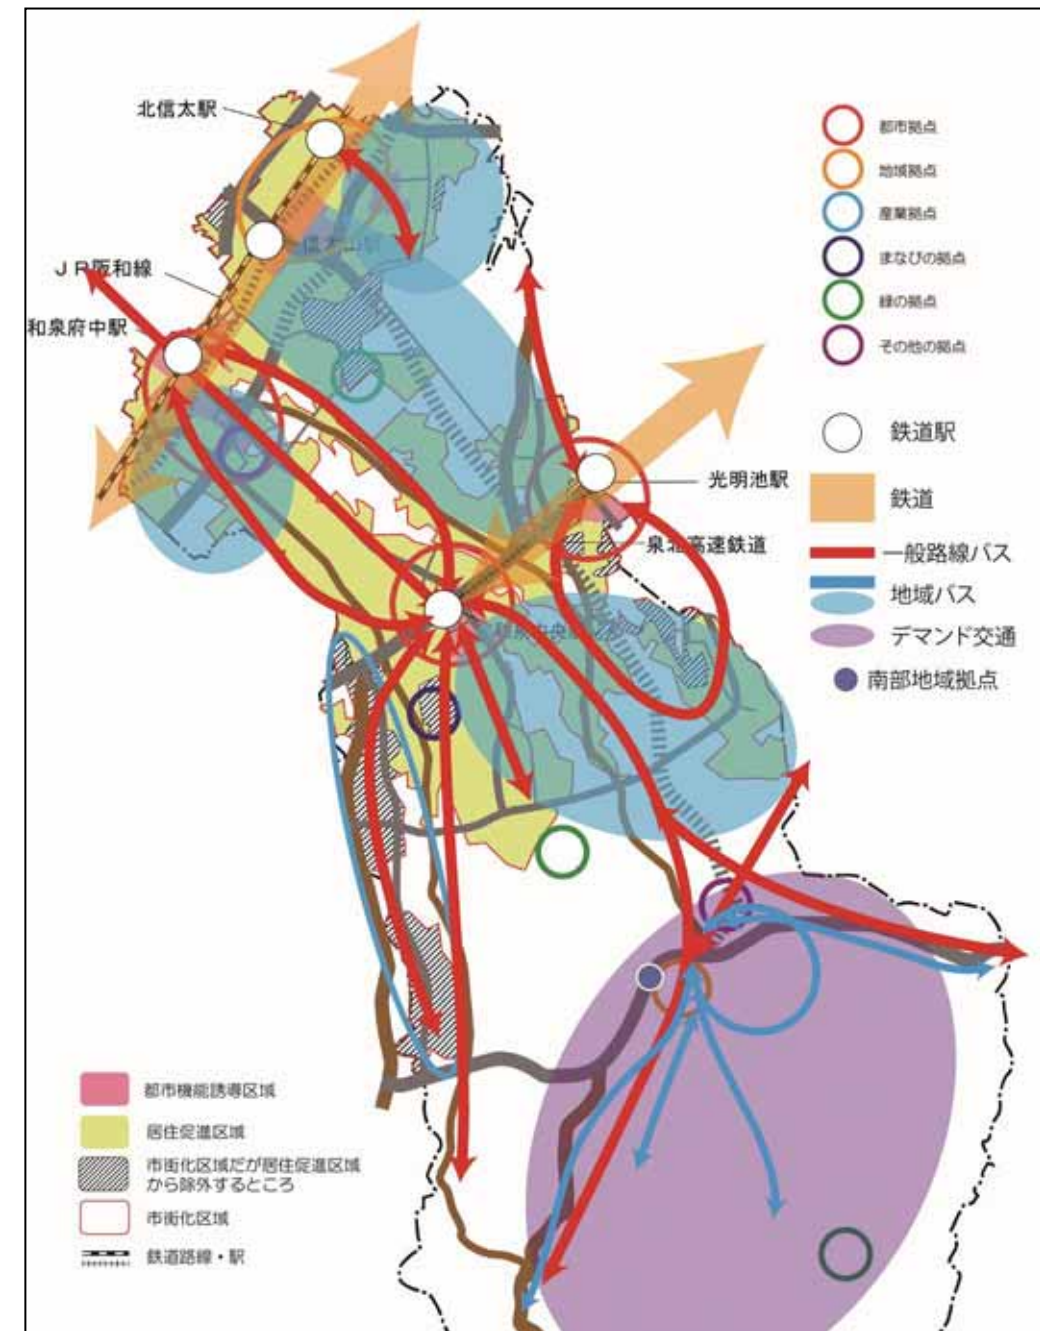 北信太駅
信太山駅
JR阪和線
和泉府中駅
都市拠点
地域拠点
産業拠点
まなびの拠点
緑の拠点
その他の拠点
鉄道駅
光明池駅
鉄道
泉北高速鉄道
一般路線バス
地域バス
デマンド交通
南部地域拠点
都市機能誘導区域
居住促進区域
市街化区域だが居住促進区域
から除外するところ
市街化区域
鉄道路線・駅